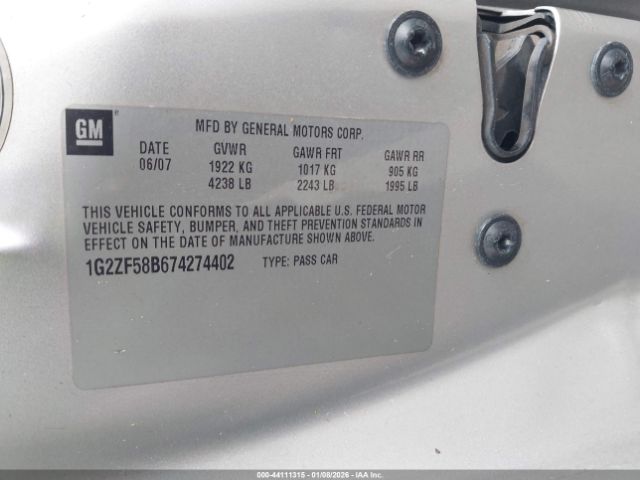 GM
MFD BY GENERAL MOTORS CORP.
DATE GVWR GAWR FRT GAWR RR
06/07 1922 KG 1017 KG 905 KG
4238 LB 2243 LB 1995 LB
THIS VEHICLE CONFORMS TO ALL APPLICABLE U.S. FEDERAL MOTOR
VEHICLE SAFETY, BUMPER, AND THEFT PREVENTION STANDARDS IN
EFFECT ON THE DATE OF MANUFACTURE SHOWN ABOVE.
1G2ZF58B674274402 TYPE: PASS CAR
000-44111315 - 01/08/2026 - IAAI.COM